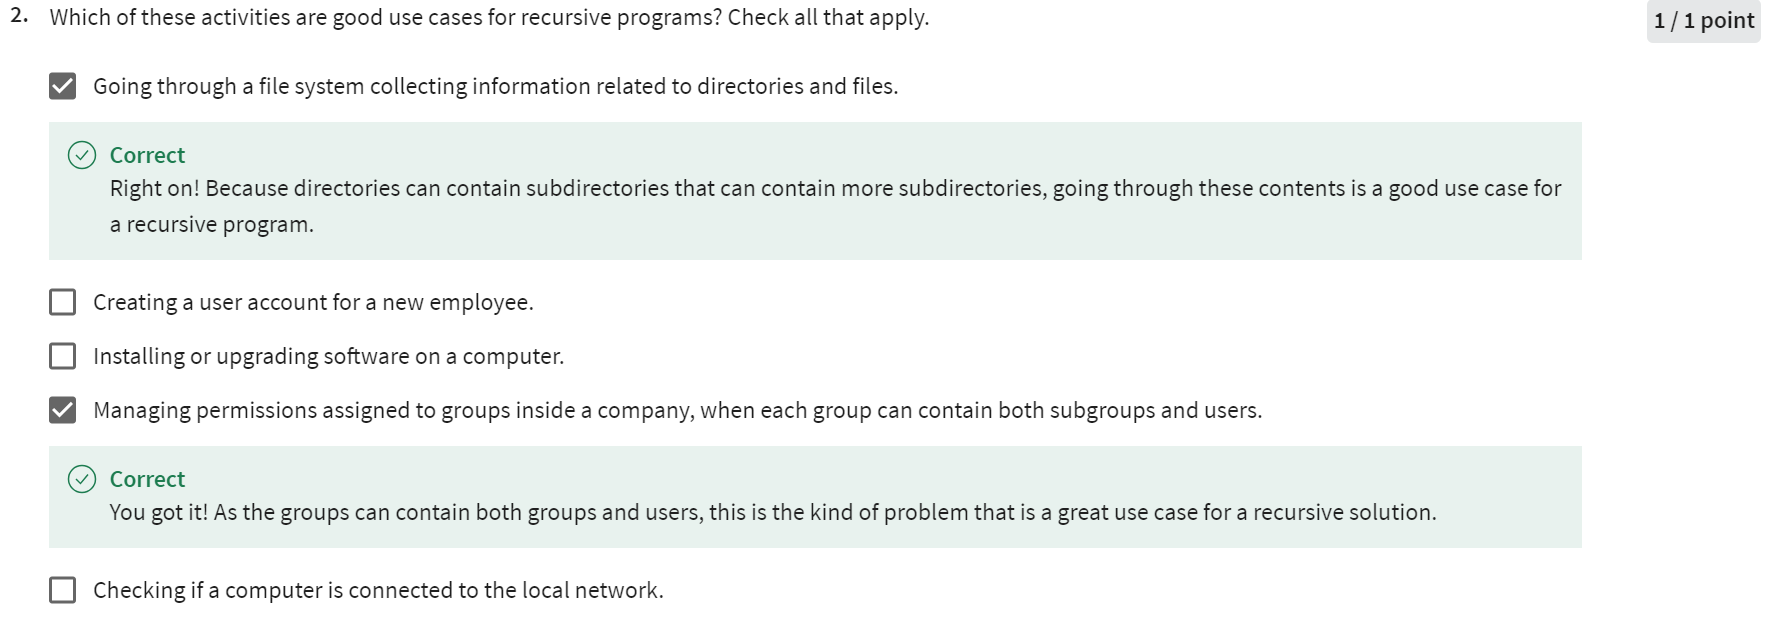 2. Which of these activities are good use cases for recursive programs? Check all that apply.
1 / 1 point
Going through a file system collecting information related to directories and files.
Correct
Right on! Because directories can contain subdirectories that can contain more subdirectories, going through these contents is a good use case for
a recursive program.
Creating a user account for a new employee.
Installing or upgrading software on a computer.
Managing permissions assigned to groups inside a company, when each group can contain both subgroups and users.
Correct
You got it! As the groups can contain both groups and users, this is the kind of problem that is a great use case for a recursive solution.
Checking if a computer is connected to the local network.